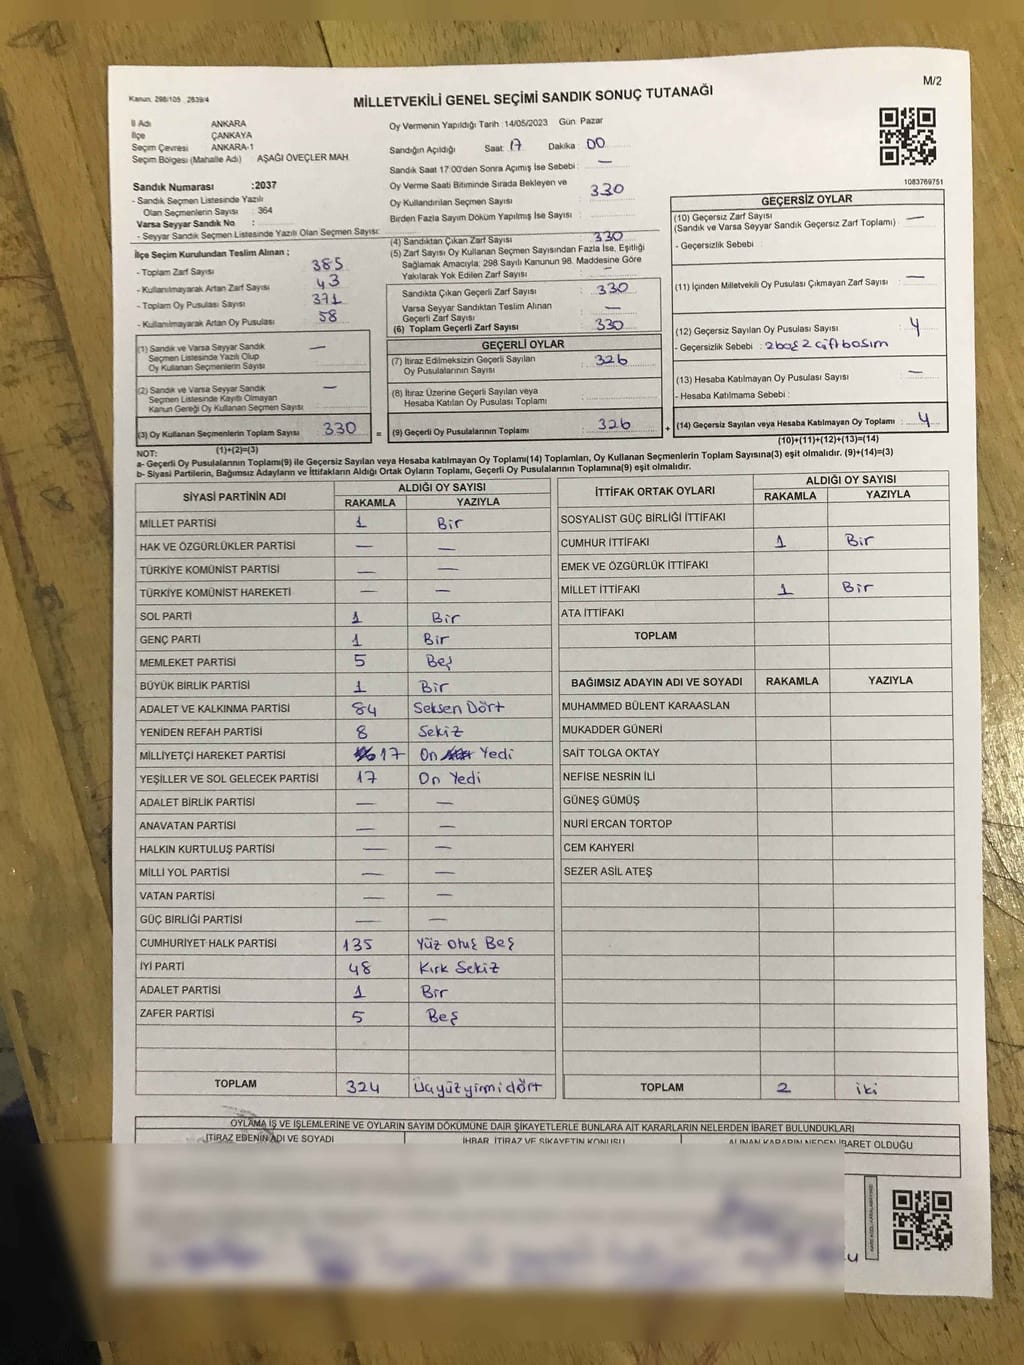 M/2
Kanun. 298/105 2839/4
MİLLETVEKİLİ GENEL SEÇİMİ SANDIK SONUÇ TUTANAĞI
İl Adı ANKARA
İlçe ÇANKAYA
Seçim Çevresi ANKARA-1
Seçim Bölgesi (Mahalle Adı) AŞAĞI ÖVEÇLER MAH.
Sandık Numarası :2037
- Sandık Seçmen Listesinde Yazılı
Olan Seçmenlerin Sayısı : 364
Varsa Seyyar Sandık No :
- Seyyar Sandık Seçmen Listesinde Yazılı Olan Seçmen Sayısı:
Oy Vermenin Yapıldığı Tarih :14/05/2023 Gün: Pazar
Sandığın Açıldığı Saat: 17 Dakika : 00
Sandık Saat 17:00'den Sonra Açımış İse Sebebi : —
Oy Verme Saati Bitiminde Sırada Bekleyen ve
Oy Kullandırılan Seçmen Sayısı : 330
Birden Fazla Sayım Döküm Yapılmış İse Sayısı :
1083769751
İlçe Seçim Kurulundan Teslim Alınan ;
- Toplam Zarf Sayısı : 385
- Kullanılmayarak Artan Zarf Sayısı : 43
- Toplam Oy Pusulası Sayısı : 371
- Kullanılmayarak Artan Oy Pusulası : 58
(1) Sandık ve Varsa Seyyar Sandık
Seçmen Listesinde Yazılı Olup
Oy Kullanan Seçmen Sayısı : —
(2) Sandık ve Varsa Seyyar Sandık
Seçmen Listesinde Kayıtlı Olmayan
Kanun Gereği Oy Kullanan Seçmen Sayısı : —
(3) Oy Kullanan Seçmenlerin Toplam Sayısı 330
(1)+(2)=(3)
(4) Sandıktan Çıkan Zarf Sayısı : 330
(5) Zarf Sayısı Oy Kullanan Seçmen Sayısından Fazla İse, Eşitliği
Sağlamak Amacıyla; 298 Sayılı Kanunun 98. Maddesine Göre
Yakılarak Yok Edilen Zarf Sayısı : —
Sandıkta Çıkan Geçerli Zarf Sayısı : 330
Varsa Seyyar Sandıktan Teslim Alınan
Geçerli Zarf Sayısı : —
(6) Toplam Geçerli Zarf Sayısı : 330
GEÇERLİ OYLAR
(7) İtiraz Edilmeksizin Geçerli Sayılan
Oy Pusulalarının Sayısı : 326
(8) İtiraz Üzerine Geçerli Sayılan veya
Hesaba Katılan Oy Pusulası Toplamı :
= (9) Geçerli Oy Pusulalarının Toplamı : 326
GEÇERSİZ OYLAR
(10) Geçersiz Zarf Sayısı : —
(Sandık ve Varsa Seyyar Sandık Geçersiz Zarf Toplamı)
- Geçersizlik Sebebi :
(11) İçinden Milletvekili Oy Pusulası Çıkmayan Zarf Sayısı : —
(12) Geçersiz Sayılan Oy Pusulası Sayısı : 4
- Geçersizlik Sebebi : 2 boş 2 çift basım
(13) Hesaba Katılmayan Oy Pusulası Sayısı : —
- Hesaba Katılmama Sebebi :
+ (14) Geçersiz Sayılan veya Hesaba Katılmayan Oy Toplamı : 4
(10)+(11)+(12)+(13)=(14)
NOT:
a- Geçerli Oy Pusulalarının Toplamı(9) ile Geçersiz Sayılan veya Hesaba Katılmayan Oy Toplamı(14) Toplamları, Oy Kullanan Seçmenlerin Toplam Sayısına(3) eşit olmalıdır. (9)+(14)=(3)
b- Siyasi Partilerin, Bağımsız Adayların ve İttifakların Aldığı Ortak Oyların Toplamı, Geçerli Oy Pusulalarının Toplamına(9) eşit olmalıdır.
SİYASİ PARTİNİN ADI ALDIĞI OY SAYISI
RAKAMLA YAZIYLA
MİLLET PARTİSİ 1 Bir
HAK VE ÖZGÜRLÜKLER PARTİSİ — —
TÜRKİYE KOMÜNİST PARTİSİ — —
TÜRKİYE KOMÜNİST HAREKETİ — —
SOL PARTİ 1 Bir
GENÇ PARTİ 1 Bir
MEMLEKET PARTİSİ 5 Beş
BÜYÜK BİRLİK PARTİSİ 1 Bir
ADALET VE KALKINMA PARTİSİ 84 Seksen Dört
YENİDEN REFAH PARTİSİ 8 Sekiz
MİLLİYETÇİ HAREKET PARTİSİ 17 On Yedi
YEŞİLLER VE SOL GELECEK PARTİSİ 17 On Yedi
ADALET BİRLİK PARTİSİ — —
ANAVATAN PARTİSİ — —
HALKIN KURTULUŞ PARTİSİ — —
MİLLİ YOL PARTİSİ — —
VATAN PARTİSİ — —
GÜÇ BİRLİĞİ PARTİSİ — —
CUMHURİYET HALK PARTİSİ 135 Yüz Otuz Beş
İYİ PARTİ 48 Kırk Sekiz
ADALET PARTİSİ 1 Bir
ZAFER PARTİSİ 5 Beş
TOPLAM 324 Üçyüzyirmidört
İTTİFAK ORTAK OYLARI ALDIĞI OY SAYISI
RAKAMLA YAZIYLA
SOSYALİST GÜÇ BİRLİĞİ İTTİFAKI
CUMHUR İTTİFAKI 1 Bir
EMEK VE ÖZGÜRLÜK İTTİFAKI
MİLLET İTTİFAKI 1 Bir
ATA İTTİFAKI
TOPLAM
BAĞIMSIZ ADAYIN ADI VE SOYADI RAKAMLA YAZIYLA
MUHAMMED BÜLENT KARAASLAN
MUKADDER GÜNERİ
SAİT TOLGA OKTAY
NEFİSE NESRİN İLİ
GÜNEŞ GÜMÜŞ
NURİ ERCAN TORTOP
CEM KAHYERİ
SEZER ASİL ATEŞ
TOPLAM 2 iki
OYLAMA İŞ VE İŞLEMLERİNE VE OYLARIN SAYIM DÖKÜMÜNE DAİR ŞİKAYETLERLE BUNLARA AİT KARARLARIN NELERDEN İBARET BULUNDUKLARI
İTİRAZ EDENİN ADI VE SOYADI İHBAR, İTİRAZ VE ŞİKAYETİN KONUSU ALINAN KARARIN NEDEN İBARET OLDUĞU